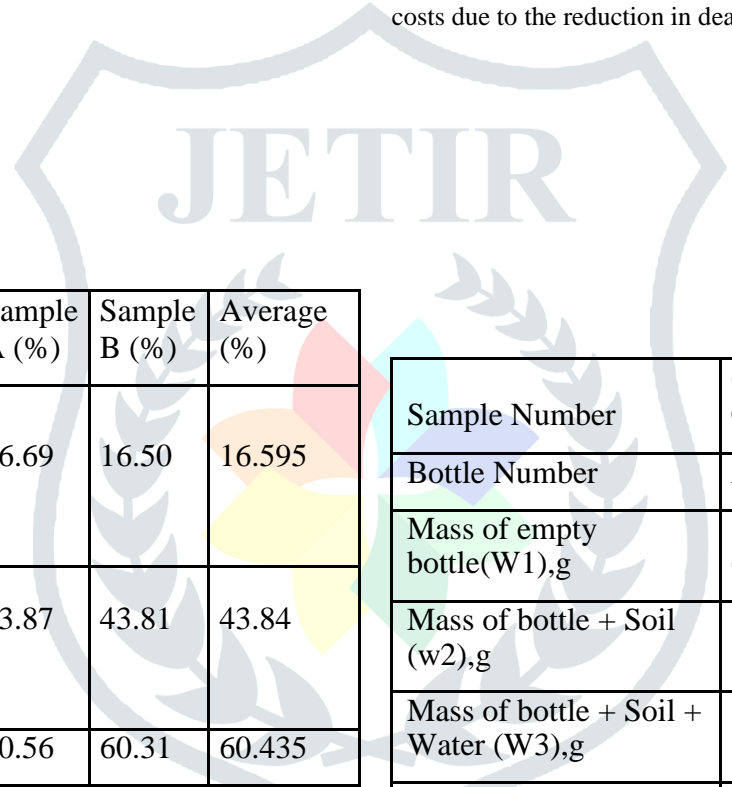 costs due to the reduction in
JETIR
Sample Average
(%) B (%) (%)
16.50 16.595
43.81 43.84
60.31 60.435
Sample Number
Bottle Number
Mass of empty
bottle(W1),g
Mass of bottle + Soil
(w2),g
Mass of bottle + Soil +
Water (W3),g